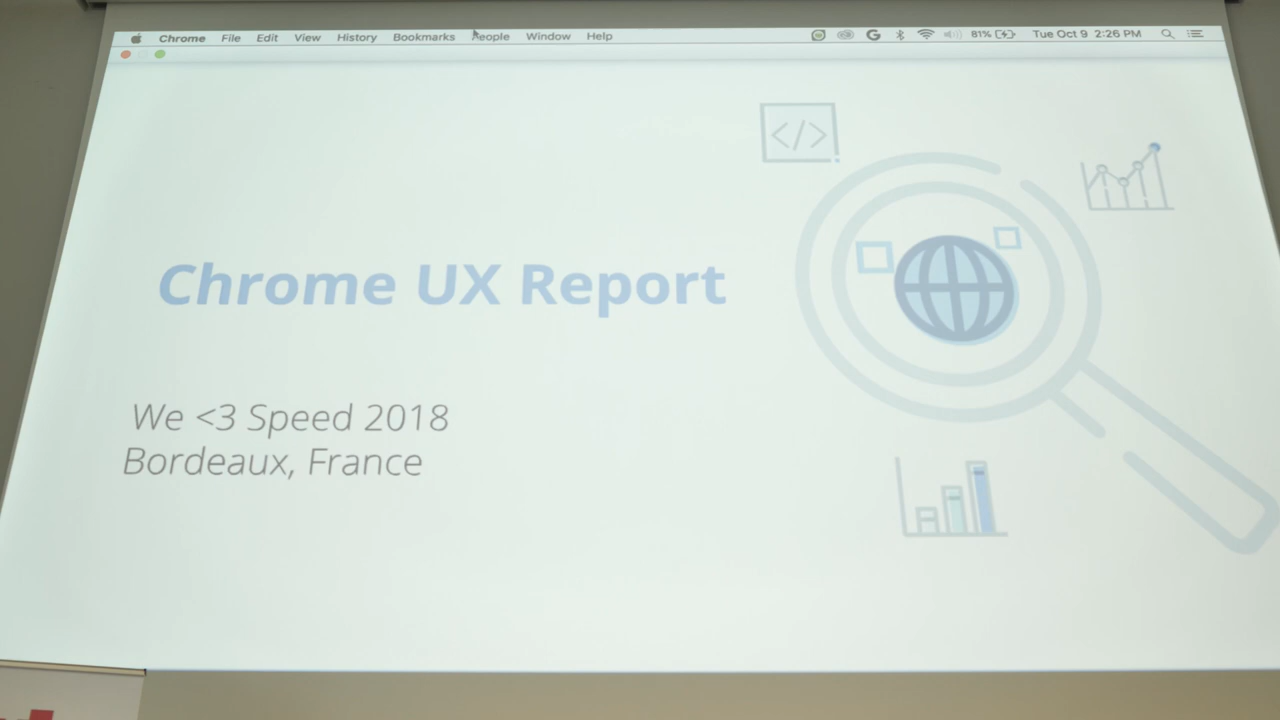 Chrome File Edit View History Bookmarks People Window Help 81% Tue Oct 9 2:26 PM
</>
Chrome UX Report
We <3 Speed 2018
Bordeaux, France